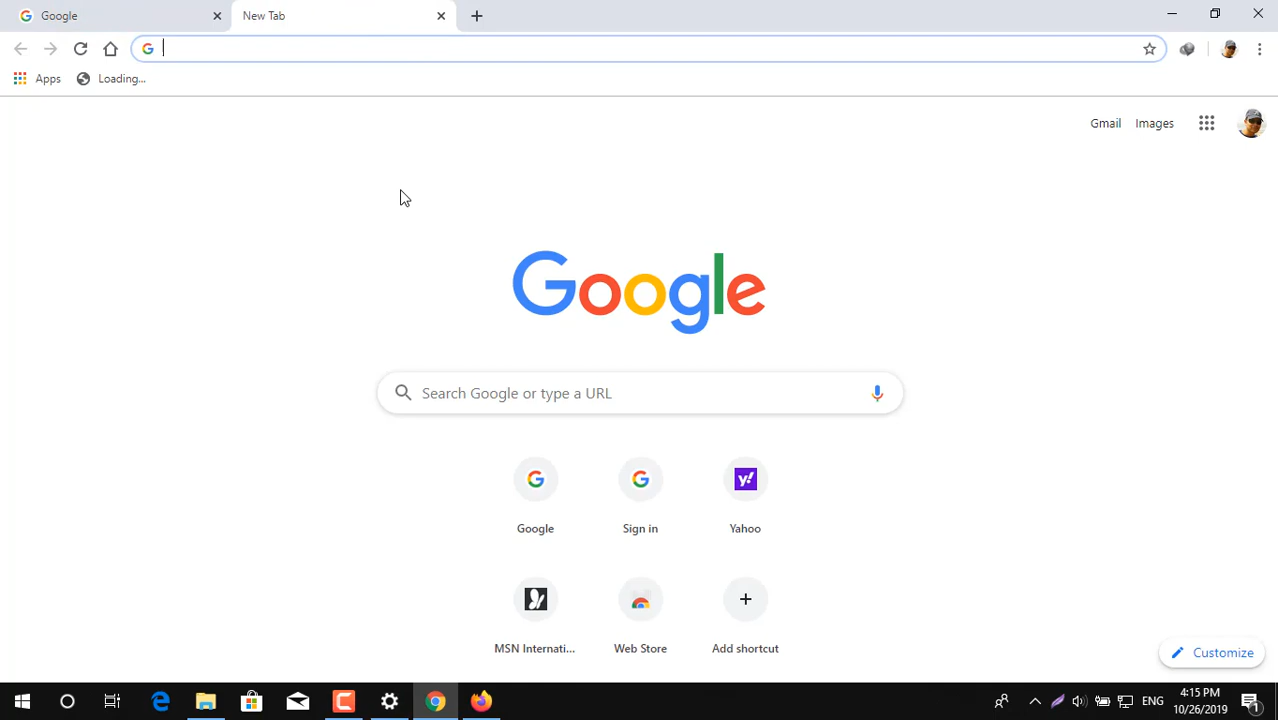 Google
New Tab
Apps
Loading...
Gmail
Images
Google
Search Google or type a URL
Google
Sign in
Yahoo
MSN Internati...
Web Store
Add shortcut
Customize
ENG
4:15 PM
10/26/2019
1